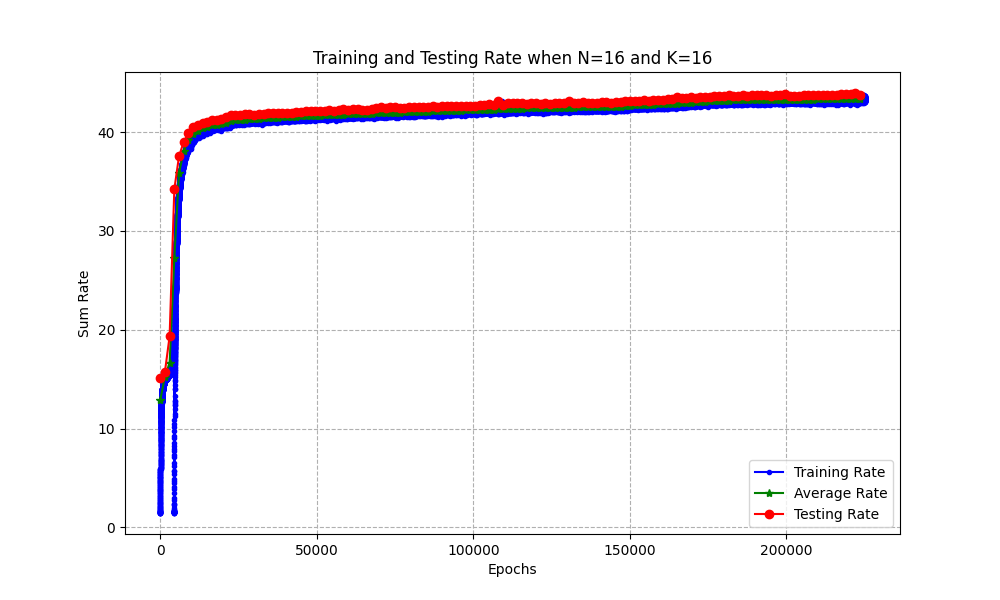 Training and Testing Rate when N=16 and K=16
Sum Rate
40
30
20
10
0
0 50000 100000 150000 200000
Epochs
Training Rate
Average Rate
Testing Rate